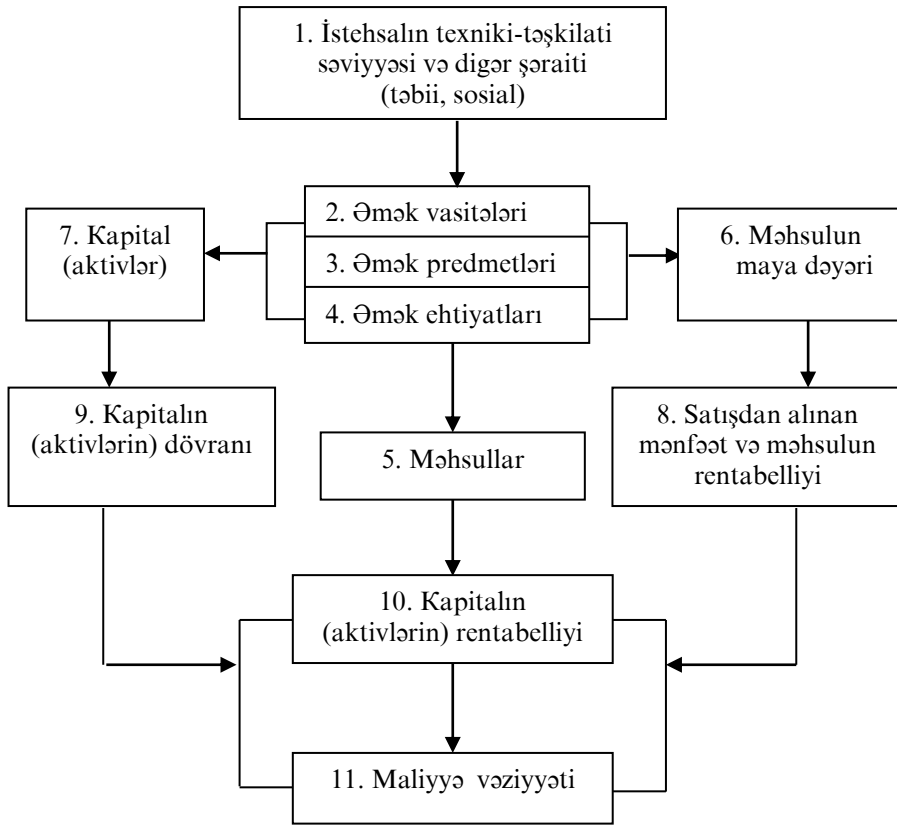 1. İstehsalın texniki-təşkilati
səviyyəsi və digər şəraiti
(təbii, sosial)
2. Əmək vasitələri
3. Əmək predmetləri
4. Əmək ehtiyatları
7. Kapital
(aktivlər)
6. Məhsulun
maya dəyəri
9. Kapitalın
(aktivlərin) dövranı
5. Məhsullar
8. Satışdan alınan
mənfəət və məhsulun
rentabelliyi
10. Kapitalın
(aktivlərin) rentabelliyi
11. Maliyyə vəziyyəti